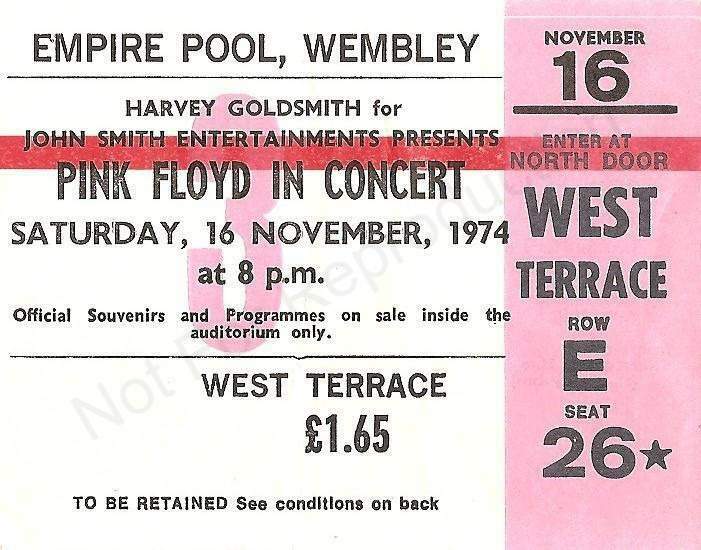 EMPIRE POOL, WEMBLEY
HARVEY GOLDSMITH for
JOHN SMITH ENTERTAINMENTS PRESENTS
PINK FLOYD IN CONCERT
SATURDAY, 16 NOVEMBER, 1974
at 8 p.m.
3
Official Souvenirs and Programmes on sale inside the
auditorium only.
WEST TERRACE
£1.65
TO BE RETAINED See conditions on back
NOVEMBER
16
ENTER AT
NORTH DOOR
WEST
TERRACE
ROW
E
SEAT
26★